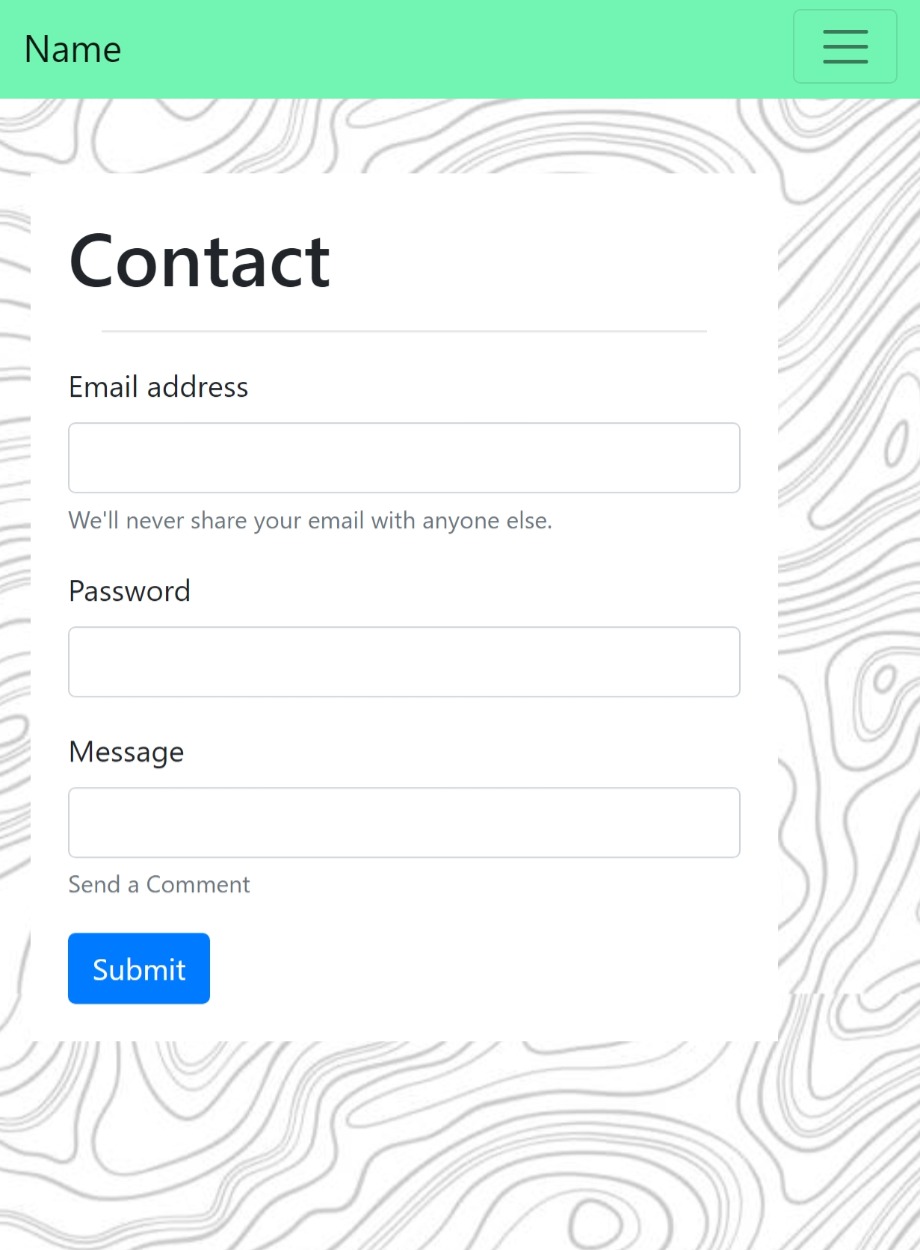 Name
Contact
Email address
We'll never share your email with anyone else.
Password
Message
Send a Comment
Submit